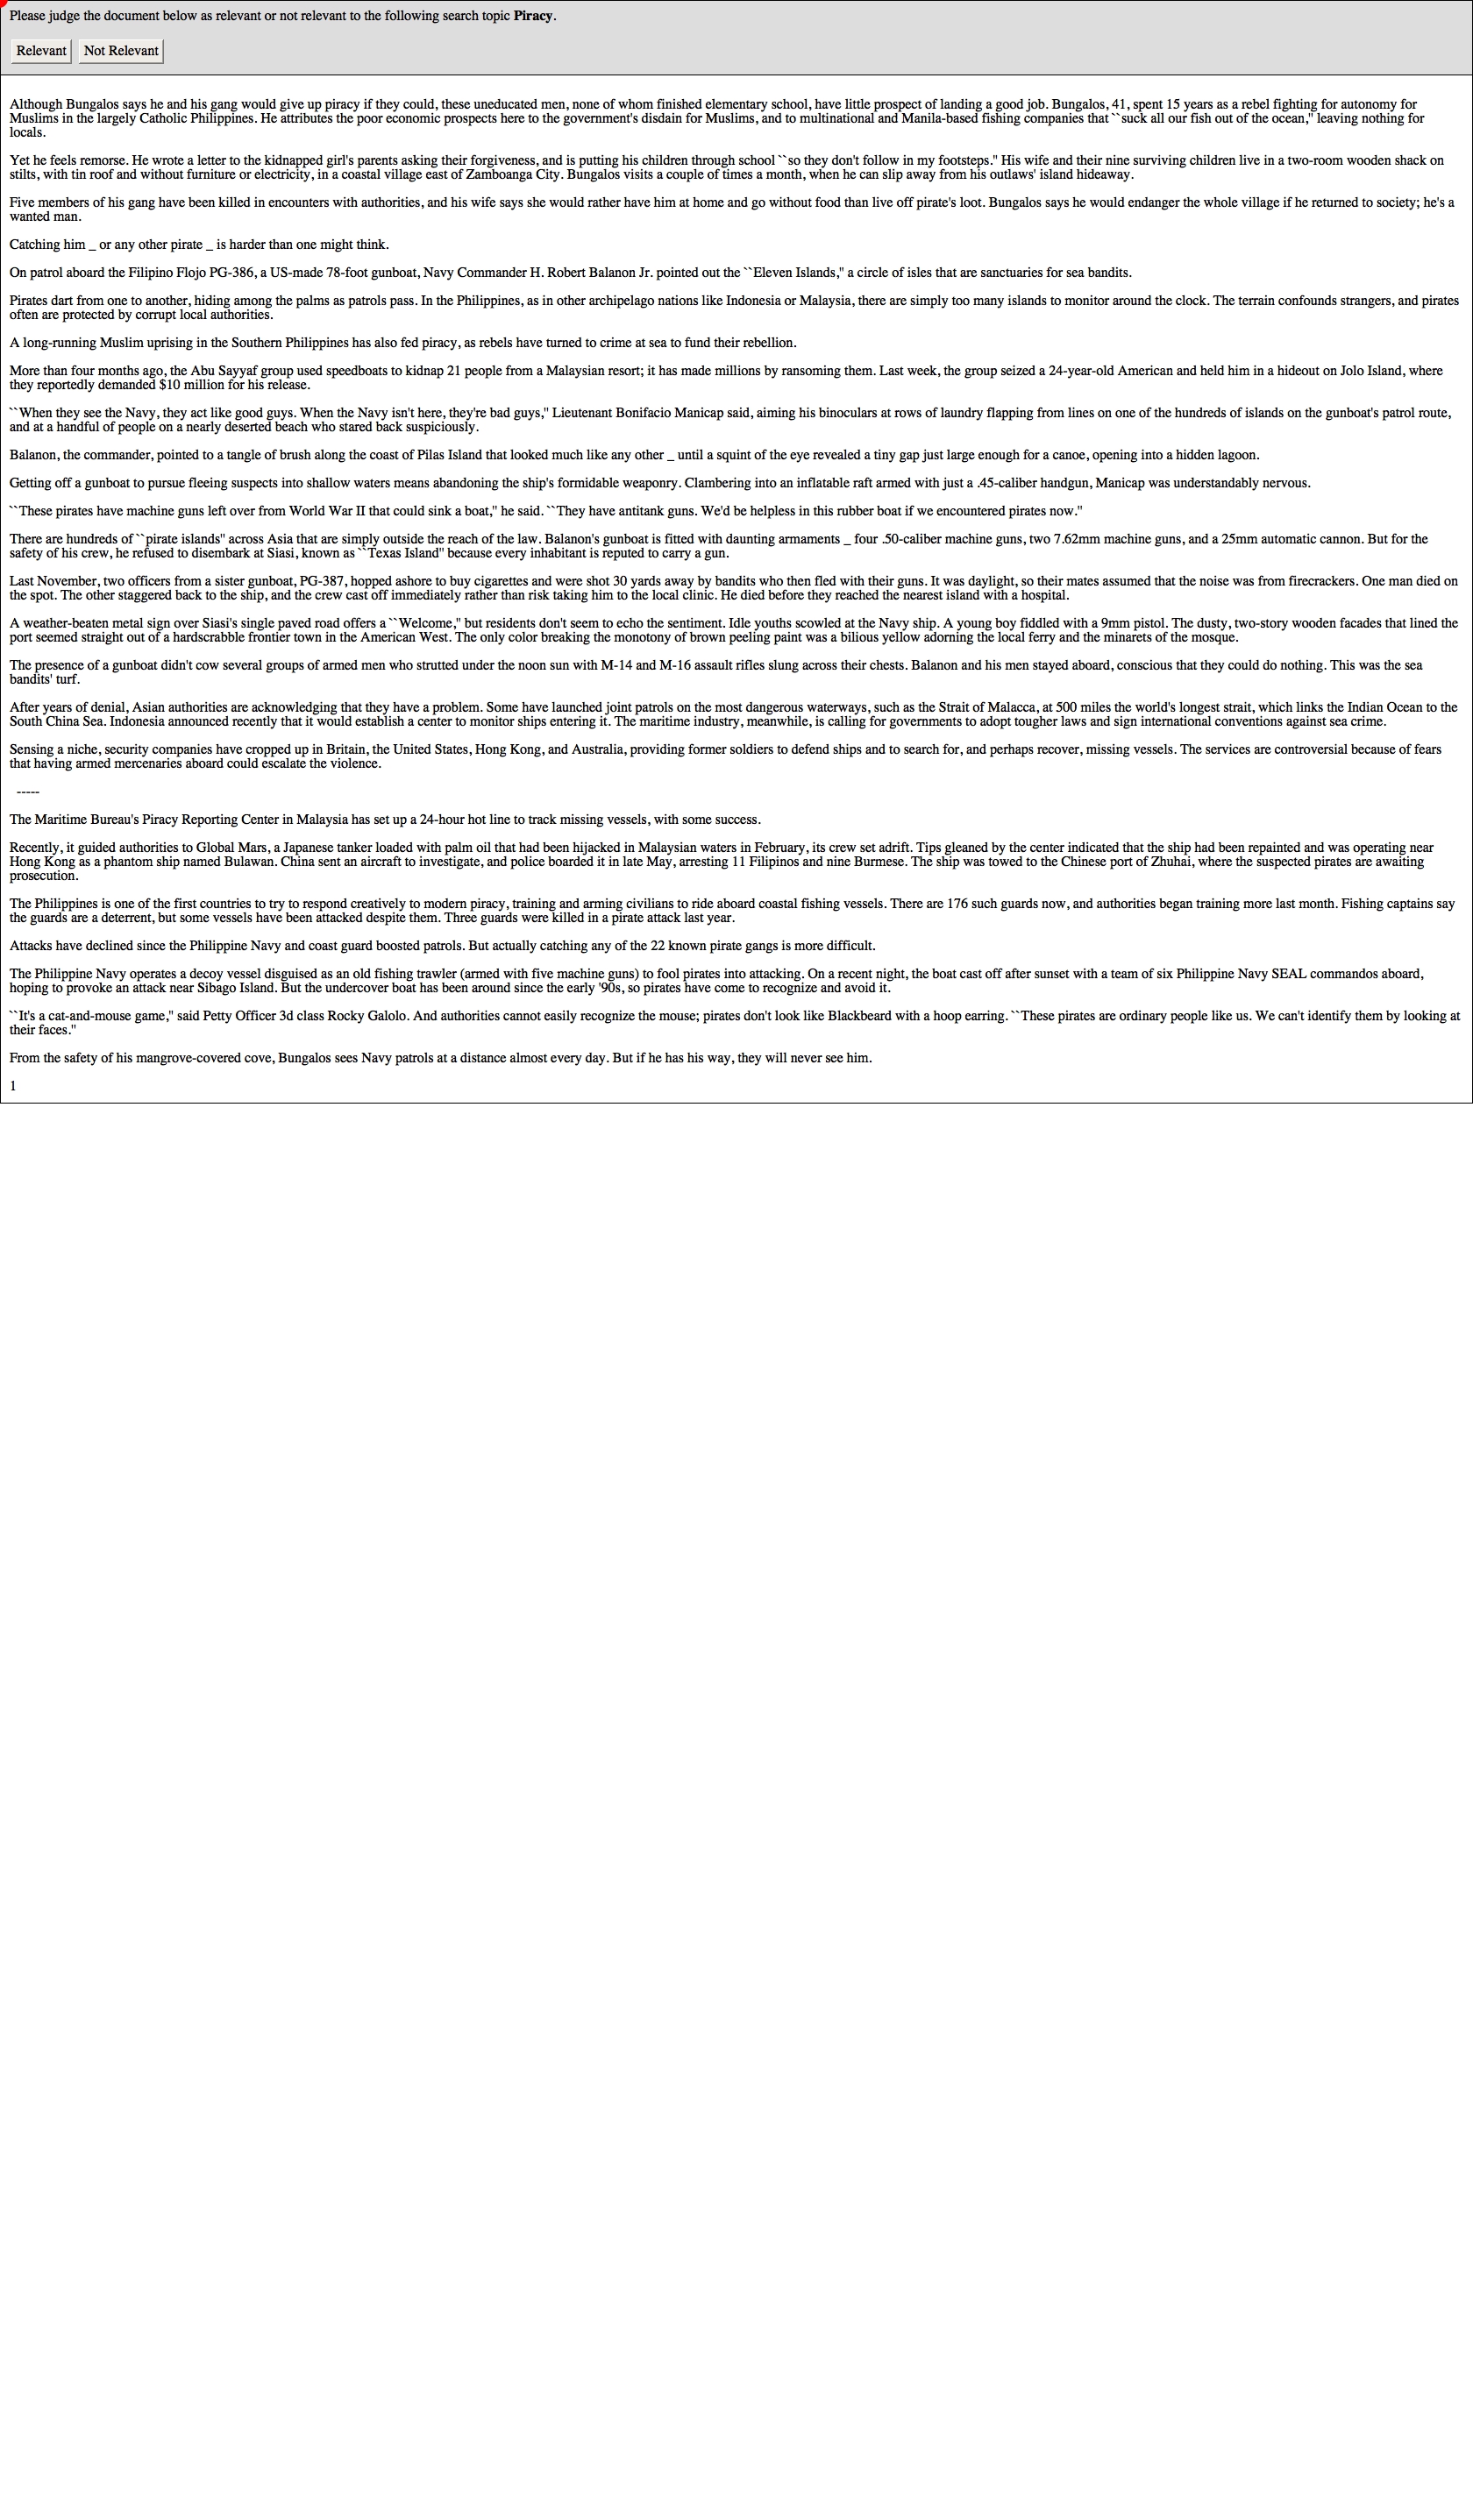 Please judge the document below as relevant or not relevant to the following search topic Piracy.
Relevant Not Relevant
Although Bungalos says he and his gang would give up piracy if they could, these uneducated men, none of whom finished elementary school, have little prospect of landing a good job. Bungalos, 41, spent 15 years as a rebel fighting for autonomy for
Muslims in the largely Catholic Philippines. He attributes the poor economic prospects here to the government's disdain for Muslims, and to multinational and Manila-based fishing companies that ``suck all our fish out of the ocean,'' leaving nothing for
locals.
Yet he feels remorse. He wrote a letter to the kidnapped girl's parents asking their forgiveness, and is putting his children through school ``so they don't follow in my footsteps.'' His wife and their nine surviving children live in a two-room wooden shack on
stilts, with tin roof and without furniture or electricity, in a coastal village east of Zamboanga City. Bungalos visits a couple of times a month, when he can slip away from his outlaws' island hideaway.
Five members of his gang have been killed in encounters with authorities, and his wife says she would rather have him at home and go without food than live off pirate's loot. Bungalos says he would endanger the whole village if he returned to society; he's a
wanted man.
Catching him _ or any other pirate _ is harder than one might think.
On patrol aboard the Filipino Flojo PG-386, a US-made 78-foot gunboat, Navy Commander H. Robert Balanon Jr. pointed out the ``Eleven Islands,'' a circle of isles that are sanctuaries for sea bandits.
Pirates dart from one to another, hiding among the palms as patrols pass. In the Philippines, as in other archipelago nations like Indonesia or Malaysia, there are simply too many islands to monitor around the clock. The terrain confounds strangers, and pirates
often are protected by corrupt local authorities.
A long-running Muslim uprising in the Southern Philippines has also fed piracy, as rebels have turned to crime at sea to fund their rebellion.
More than four months ago, the Abu Sayyaf group used speedboats to kidnap 21 people from a Malaysian resort; it has made millions by ransoming them. Last week, the group seized a 24-year-old American and held him in a hideout on Jolo Island, where
they reportedly demanded $10 million for his release.
``When they see the Navy, they act like good guys. When the Navy isn't here, they're bad guys,'' Lieutenant Bonifacio Manicap said, aiming his binoculars at rows of laundry flapping from lines on one of the hundreds of islands on the gunboat's patrol route,
and at a handful of people on a nearly deserted beach who stared back suspiciously.
Balanon, the commander, pointed to a tangle of brush along the coast of Pilas Island that looked much like any other _ until a squint of the eye revealed a tiny gap just large enough for a canoe, opening into a hidden lagoon.
Getting off a gunboat to pursue fleeing suspects into shallow waters means abandoning the ship's formidable weaponry. Clambering into an inflatable raft armed with just a .45-caliber handgun, Manicap was understandably nervous.
``These pirates have machine guns left over from World War II that could sink a boat,'' he said. ``They have antitank guns. We'd be helpless in this rubber boat if we encountered pirates now.''
There are hundreds of ``pirate islands'' across Asia that are simply outside the reach of the law. Balanon's gunboat is fitted with daunting armaments _ four .50-caliber machine guns, two 7.62mm machine guns, and a 25mm automatic cannon. But for the
safety of his crew, he refused to disembark at Siasi, known as ``Texas Island'' because every inhabitant is reputed to carry a gun.
Last November, two officers from a sister gunboat, PG-387, hopped ashore to buy cigarettes and were shot 30 yards away by bandits who then fled with their guns. It was daylight, so their mates assumed that the noise was from firecrackers. One man died on
the spot. The other staggered back to the ship, and the crew cast off immediately rather than risk taking him to the local clinic. He died before they reached the nearest island with a hospital.
A weather-beaten metal sign over Siasi's single paved road offers a ``Welcome,'' but residents don't seem to echo the sentiment. Idle youths scowled at the Navy ship. A young boy fiddled with a 9mm pistol. The dusty, two-story wooden facades that lined the
port seemed straight out of a hardscrabble frontier town in the American West. The only color breaking the monotony of brown peeling paint was a bilious yellow adorning the local ferry and the minarets of the mosque.
The presence of a gunboat didn't cow several groups of armed men who strutted under the noon sun with M-14 and M-16 assault rifles slung across their chests. Balanon and his men stayed aboard, conscious that they could do nothing. This was the sea
bandits' turf.
After years of denial, Asian authorities are acknowledging that they have a problem. Some have launched joint patrols on the most dangerous waterways, such as the Strait of Malacca, at 500 miles the world's longest strait, which links the Indian Ocean to the
South China Sea. Indonesia announced recently that it would establish a center to monitor ships entering it. The maritime industry, meanwhile, is calling for governments to adopt tougher laws and sign international conventions against sea crime.
Sensing a niche, security companies have cropped up in Britain, the United States, Hong Kong, and Australia, providing former soldiers to defend ships and to search for, and perhaps recover, missing vessels. The services are controversial because of fears
that having armed mercenaries aboard could escalate the violence.
-----
The Maritime Bureau's Piracy Reporting Center in Malaysia has set up a 24-hour hot line to track missing vessels, with some success.
Recently, it guided authorities to Global Mars, a Japanese tanker loaded with palm oil that had been hijacked in Malaysian waters in February, its crew set adrift. Tips gleaned by the center indicated that the ship had been repainted and was operating near
Hong Kong as a phantom ship named Bulawan. China sent an aircraft to investigate, and police boarded it in late May, arresting 11 Filipinos and nine Burmese. The ship was towed to the Chinese port of Zhuhai, where the suspected pirates are awaiting
prosecution.
The Philippines is one of the first countries to try to respond creatively to modern piracy, training and arming civilians to ride aboard coastal fishing vessels. There are 176 such guards now, and authorities began training more last month. Fishing captains say
the guards are a deterrent, but some vessels have been attacked despite them. Three guards were killed in a pirate attack last year.
Attacks have declined since the Philippine Navy and coast guard boosted patrols. But actually catching any of the 22 known pirate gangs is more difficult.
The Philippine Navy operates a decoy vessel disguised as an old fishing trawler (armed with five machine guns) to fool pirates into attacking. On a recent night, the boat cast off after sunset with a team of six Philippine Navy SEAL commandos aboard,
hoping to provoke an attack near Sibago Island. But the undercover boat has been around since the early '90s, so pirates have come to recognize and avoid it.
``It's a cat-and-mouse game,'' said Petty Officer 3d class Rocky Galolo. And authorities cannot easily recognize the mouse; pirates don't look like Blackbeard with a hoop earring. ``These pirates are ordinary people like us. We can't identify them by looking at
their faces.''
From the safety of his mangrove-covered cove, Bungalos sees Navy patrols at a distance almost every day. But if he has his way, they will never see him.
1